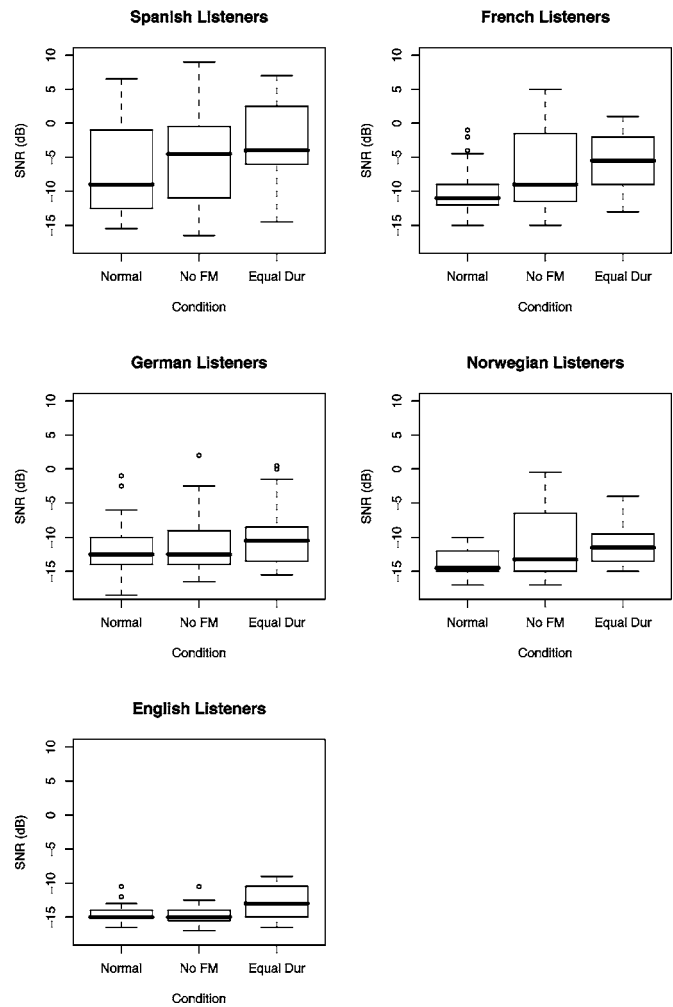 Spanish Listeners
SNR (dB)
10
5
0
−5
−10
−15
Normal No FM Equal Dur
Condition
French Listeners
SNR (dB)
10
5
0
−5
−10
−15
Normal No FM Equal Dur
Condition
German Listeners
SNR (dB)
10
5
0
−5
−10
−15
Normal No FM Equal Dur
Condition
Norwegian Listeners
SNR (dB)
10
5
0
−5
−10
−15
Normal No FM Equal Dur
Condition
English Listeners
SNR (dB)
10
5
0
−5
−10
−15
Normal No FM Equal Dur
Condition